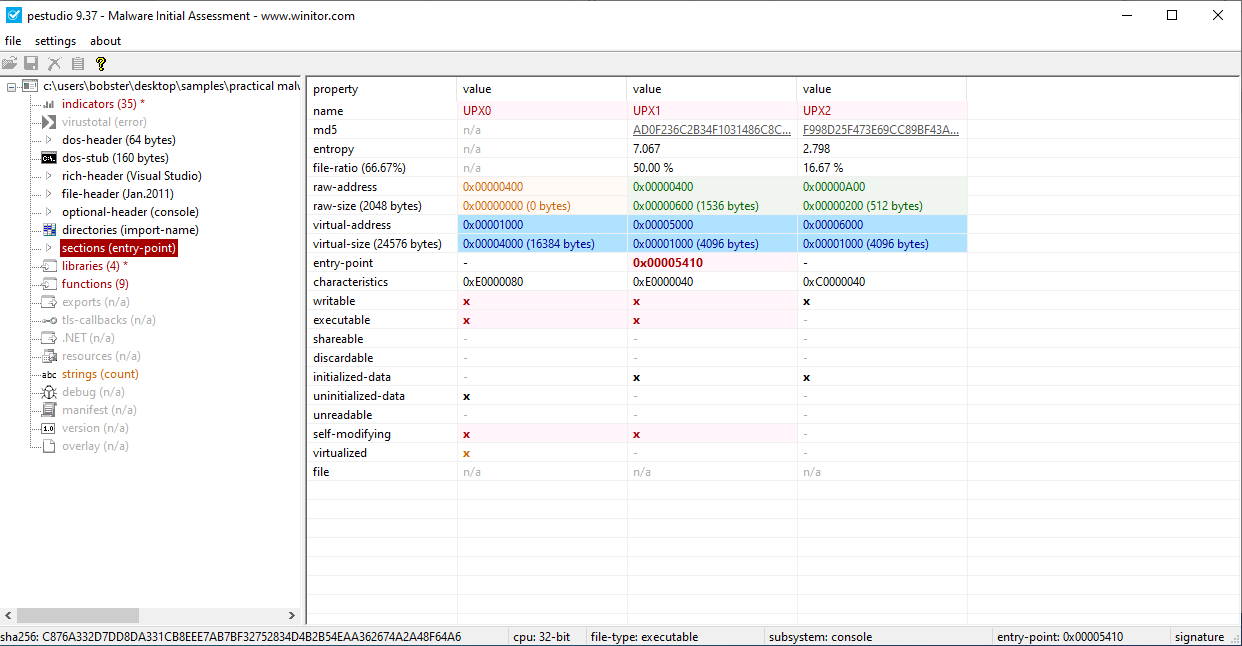 pestudio 9.37 - Malware Initial Assessment - www.winitor.com
file settings about
c:\users\bobster\desktop\samples\practical mal
indicators (35) *
virustotal (error)
dos-header (64 bytes)
dos-stub (160 bytes)
rich-header (Visual Studio)
file-header (Jan.2011)
optional-header (console)
directories (import-name)
sections (entry-point)
libraries (4) *
functions (9)
exports (n/a)
tls-callbacks (n/a)
.NET (n/a)
resources (n/a)
abc strings (count)
debug (n/a)
manifest (n/a)
1.0 version (n/a)
overlay (n/a)
property value value value
name UPX0 UPX1 UPX2
md5 n/a AD0F236C2B34F1031486C8C... F998D25F473E69CC89BF43A...
entropy n/a 7.067 2.798
file-ratio (66.67%) n/a 50.00 % 16.67 %
raw-address 0x00000400 0x00000400 0x00000A00
raw-size (2048 bytes) 0x00000000 (0 bytes) 0x00000600 (1536 bytes) 0x00000200 (512 bytes)
virtual-address 0x00001000 0x00005000 0x00006000
virtual-size (24576 bytes) 0x00004000 (16384 bytes) 0x00001000 (4096 bytes) 0x00001000 (4096 bytes)
entry-point - 0x00005410 -
characteristics 0xE0000080 0xE0000040 0xC0000040
writable x x x
executable x x -
shareable - - -
discardable - - -
initialized-data - x x
uninitialized-data x - -
unreadable - - -
self-modifying x x -
virtualized x - -
file n/a n/a n/a
sha256: C876A332D7DD8DA331CB8EEE7AB7BF32752834D4B2B54EAA362674A2A48F64A6 cpu: 32-bit file-type: executable subsystem: console entry-point: 0x00005410 signature